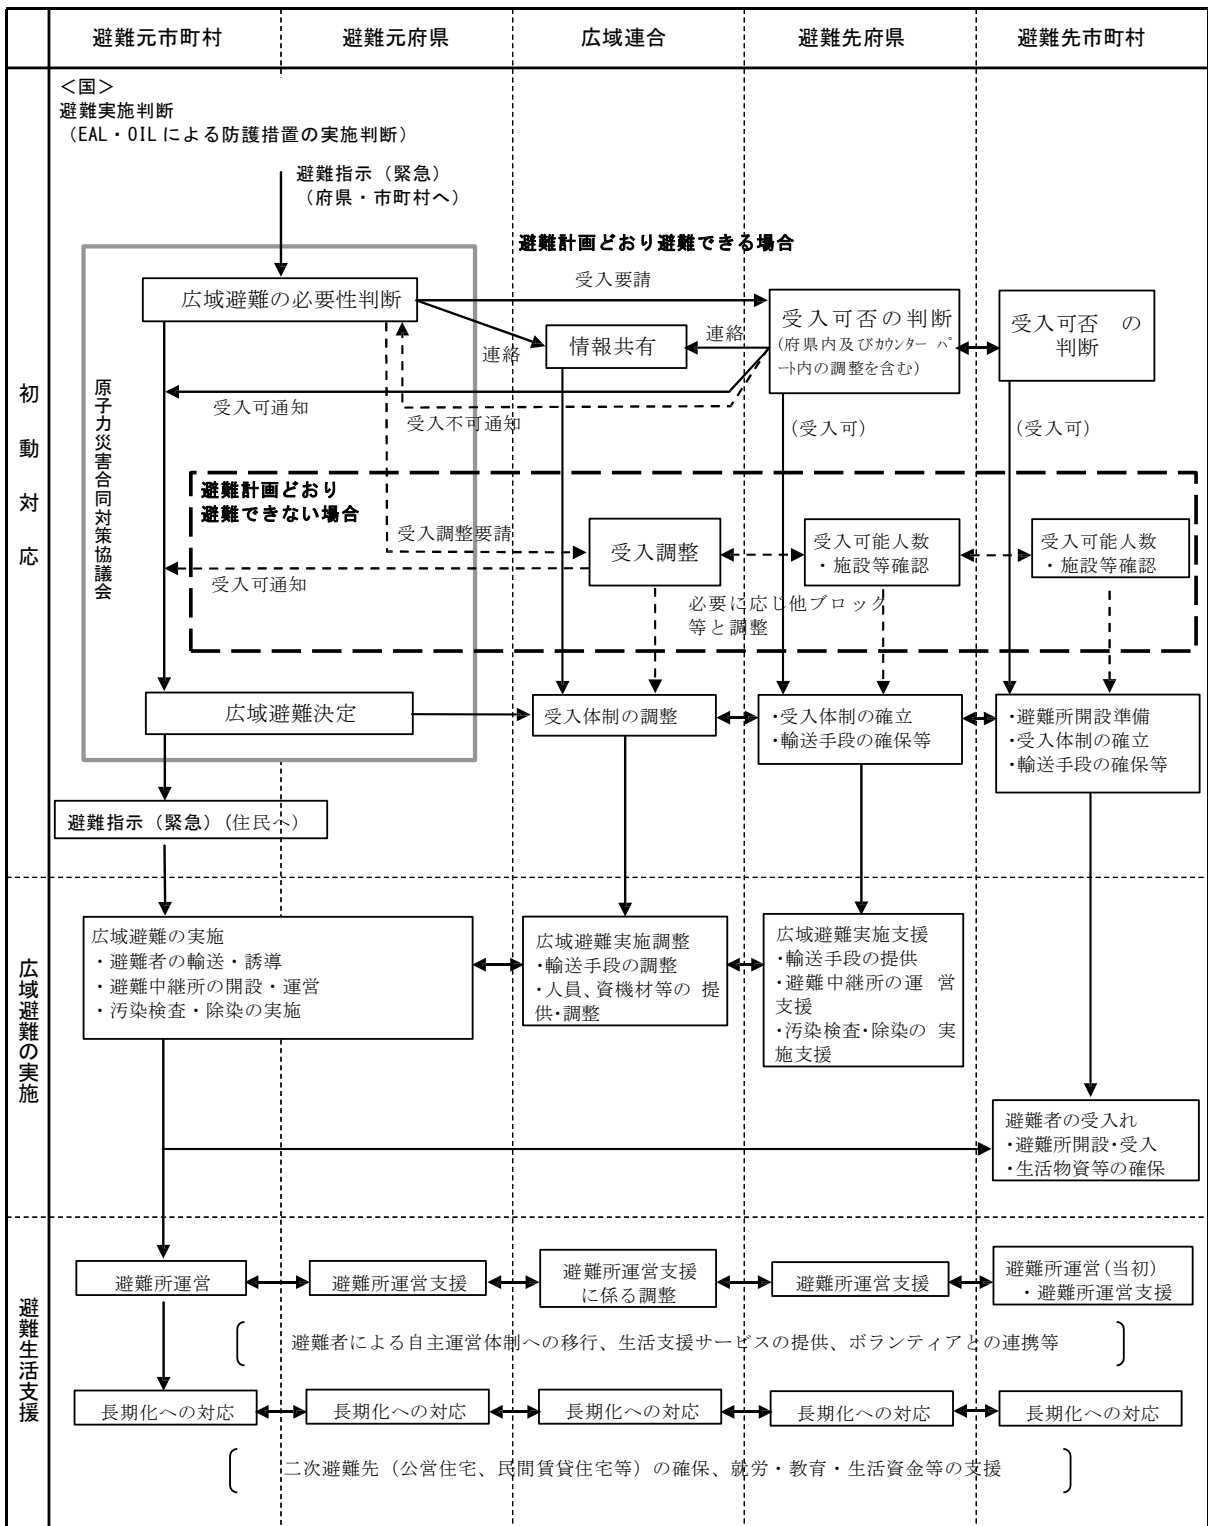 避難元市町村
避難元府県
広域連合
避難先府県
避難先市町村
初動対応
＜国＞
避難実施判断
（EAL・OILによる防護措置の実施判断）
避難指示（緊急）
（府県・市町村へ）
避難計画どおり避難できる場合
原子力災害合同対策協議会
広域避難の必要性判断
受入要請
連絡
情報共有
連絡
受入可否の判断
(府県内及びカウンター パ
ート内の調整を含む)
受入可否 の
判断
受入可通知
受入不可通知
(受入可)
(受入可)
避難計画どおり
避難できない場合
受入調整要請
受入調整
受入可能人数
・施設等確認
受入可能人数
・施設等確認
受入可通知
必要に応じ他ブロック
等と調整
広域避難決定
受入体制の調整
・受入体制の確立
・輸送手段の確保等
・避難所開設準備
・受入体制の確立
・輸送手段の確保等
避難指示（緊急）(住民へ)
広域避難の実施
広域避難の実施
・避難者の輸送・誘導
・避難中継所の開設・運営
・汚染検査・除染の実施
広域避難実施調整
・輸送手段の調整
・人員、資機材等の 提
供・調整
広域避難実施支援
・輸送手段の提供
・避難中継所の運 営
支援
・汚染検査・除染の 実
施支援
避難者の受入れ
・避難所開設・受入
・生活物資等の確保
避難生活支援
避難所運営
避難所運営支援
避難所運営支援
に係る調整
避難所運営支援
避難所運営(当初)
・避難所運営支援
避難者による自主運営体制への移行、生活支援サービスの提供、ボランティアとの連携等
長期化への対応
長期化への対応
長期化への対応
長期化への対応
長期化への対応
二次避難先（公営住宅、民間賃貸住宅等）の確保、就労・教育・生活資金等の支援